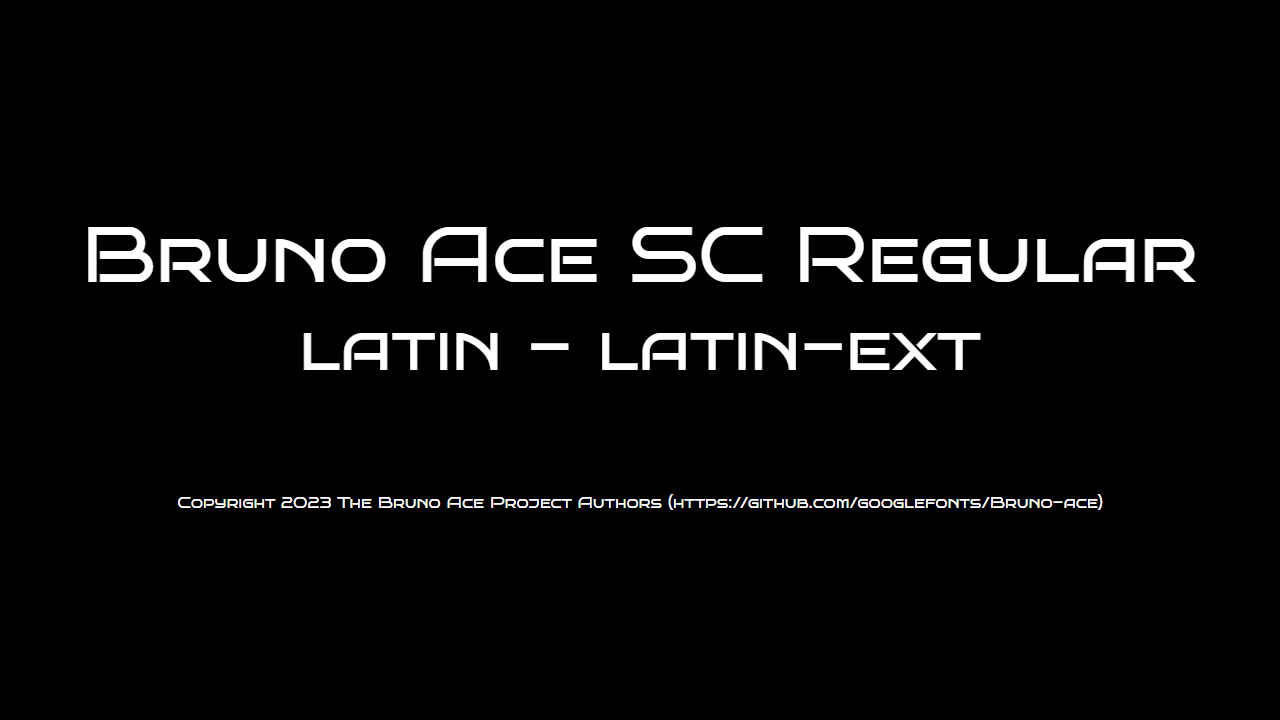 Bruno Ace SC Regular
latin - latin-ext
Copyright 2023 The Bruno Ace Project Authors (https://github.com/googlefonts/Bruno-ace)